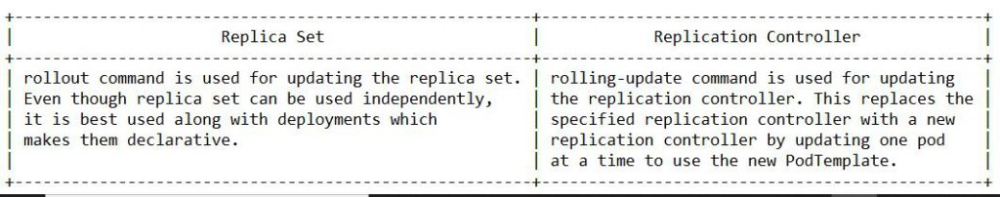 Replica Set
Replication Controller
rollout command is used for updating the replica set.
Even though replica set can be used independently,
it is best used along with deployments which
makes them declarative.
rolling-update command is used for updating
the replication controller. This replaces the
specified replication controller with a new
replication controller by updating one pod
at a time to use the new PodTemplate.